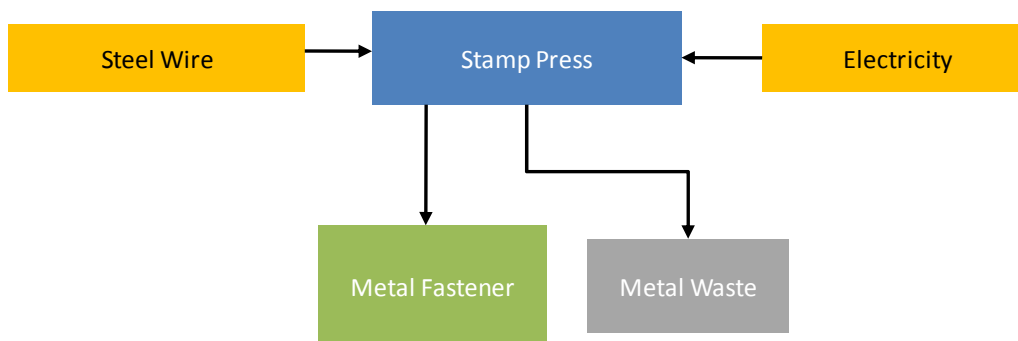 Steel Wire
Stamp Press
Electricity
Metal Fastener
Metal Waste